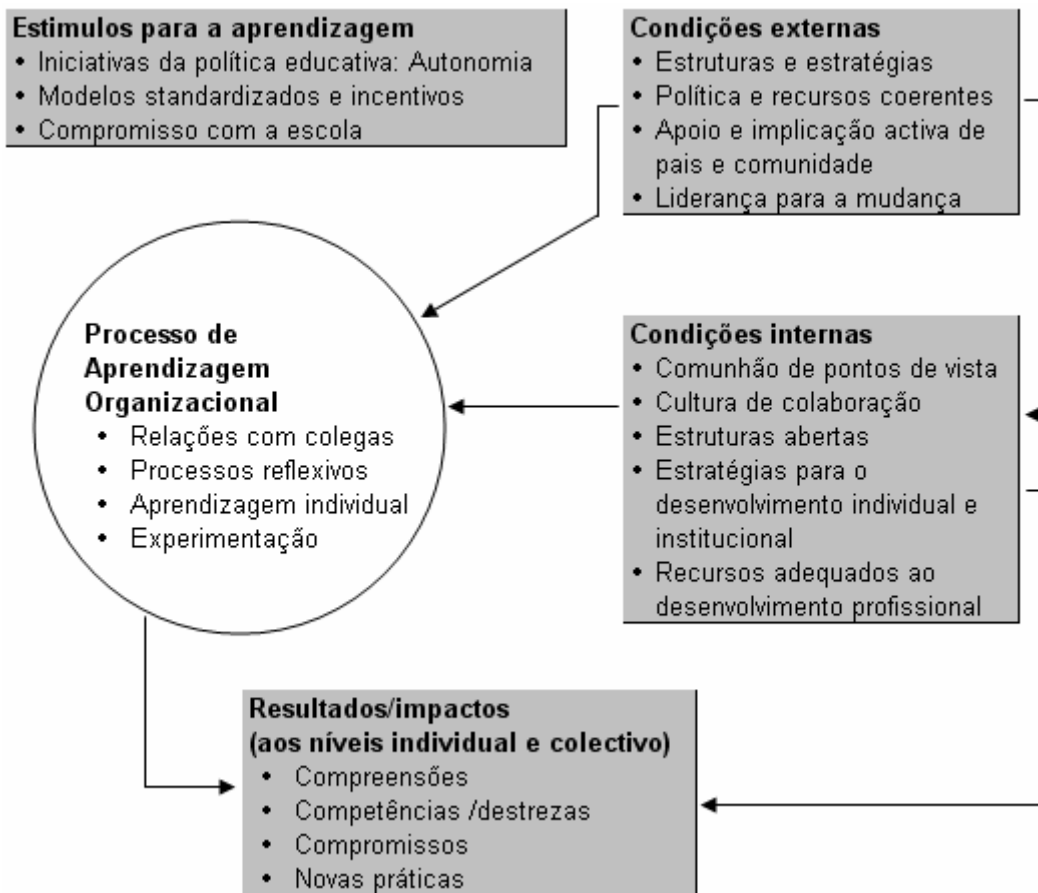 Estimulos para a aprendizagem
• Iniciativas da política educativa: Autonomia
• Modelos standardizados e incentivos
• Compromisso com a escola
Condições externas
• Estruturas e estratégias
• Política e recursos coerentes
• Apoio e implicação activa de
pais e comunidade
• Liderança para a mudança
Processo de
Aprendizagem
Organizacional
• Relações com colegas
• Processos reflexivos
• Aprendizagem individual
• Experimentação
Condições internas
• Comunhão de pontos de vista
• Cultura de colaboração
• Estruturas abertas
• Estratégias para o
desenvolvimento individual e
institucional
• Recursos adequados ao
desenvolvimento profissional
Resultados/impactos
(aos níveis individual e colectivo)
• Compreensões
• Competências /destrezas
• Compromissos
• Novas práticas